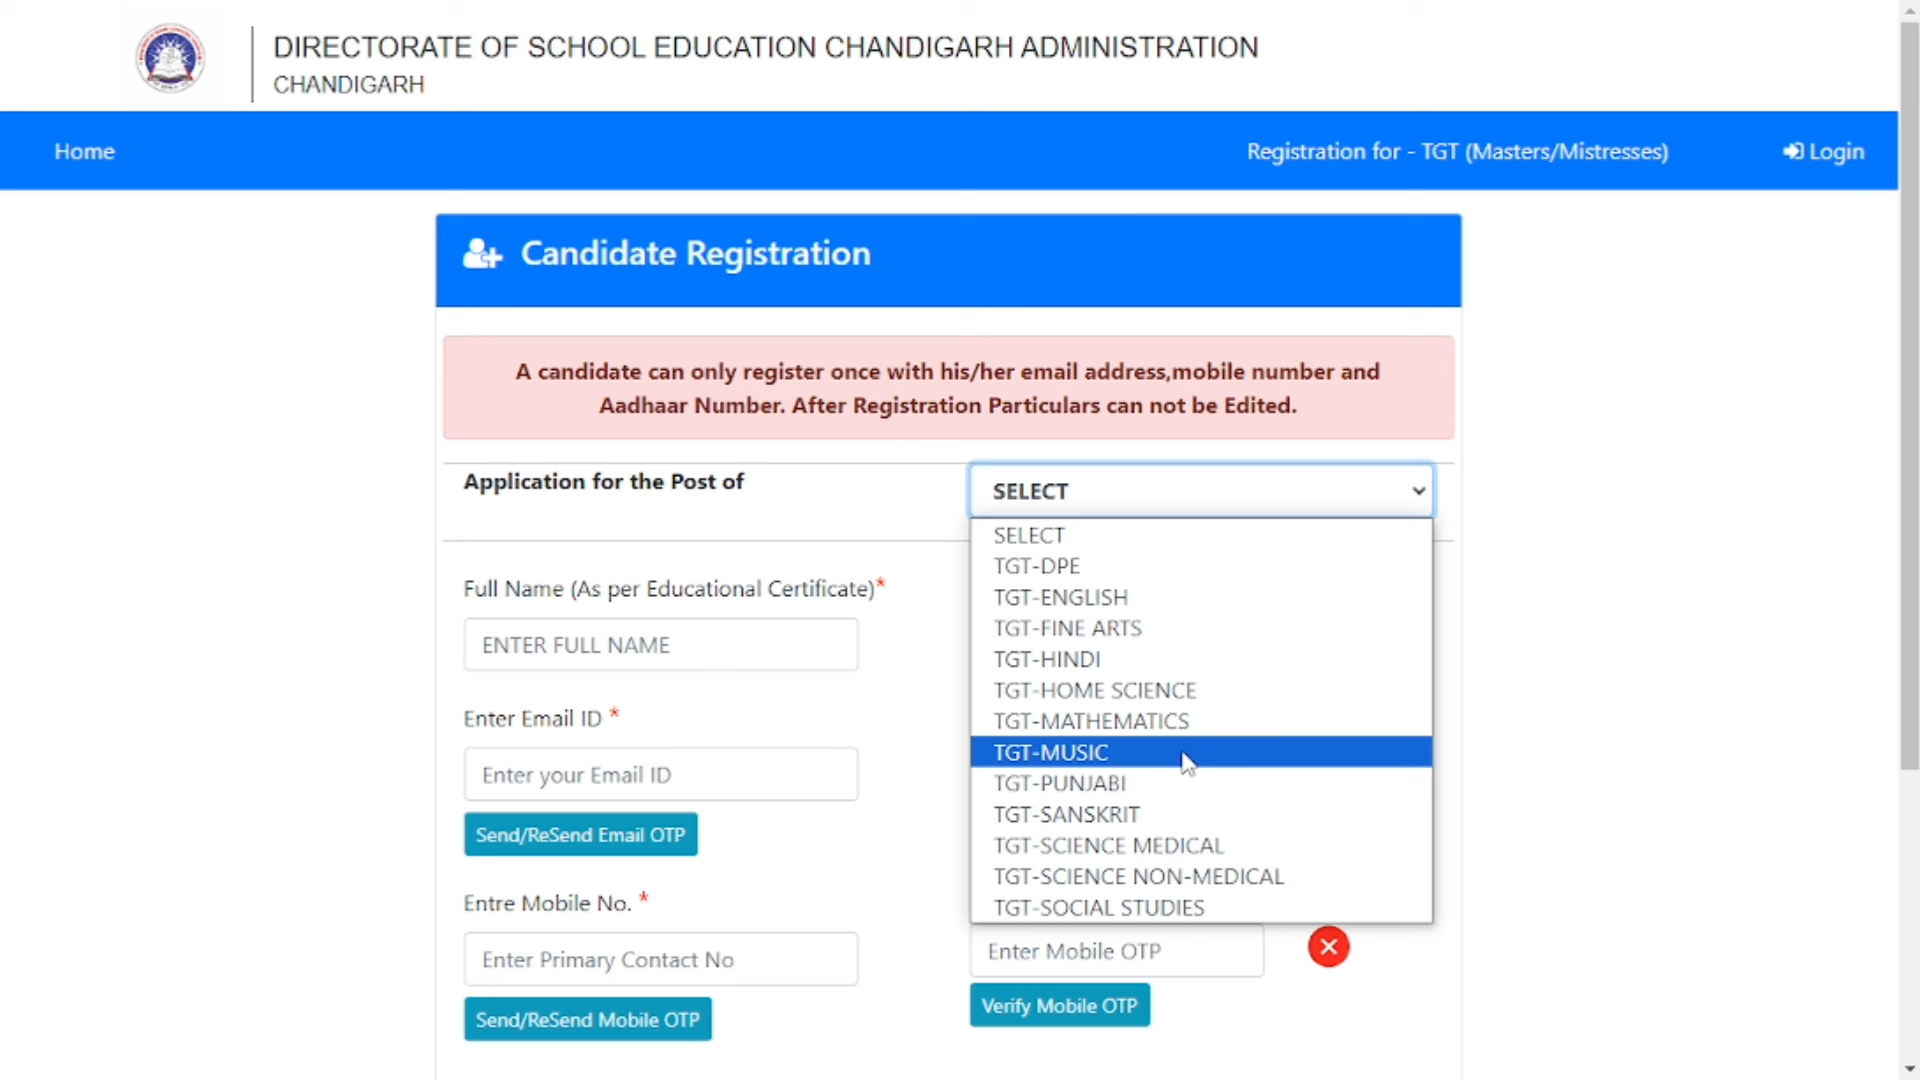 DIRECTORATE OF SCHOOL EDUCATION CHANDIGARH ADMINISTRATION
CHANDIGARH
Home
Registration for - TGT (Masters/Mistresses)
Login
Candidate Registration
A candidate can only register once with his/her email address,mobile number and
Aadhaar Number. After Registration Particulars can not be Edited.
Application for the Post of
SELECT
SELECT
TGT-DPE
TGT-ENGLISH
TGT-FINE ARTS
TGT-HINDI
TGT-HOME SCIENCE
TGT-MATHEMATICS
TGT-MUSIC
TGT-PUNJABI
TGT-SANSKRIT
TGT-SCIENCE MEDICAL
TGT-SCIENCE NON-MEDICAL
TGT-SOCIAL STUDIES
Full Name (As per Educational Certificate)*
ENTER FULL NAME
Enter Email ID *
Enter your Email ID
Send/ReSend Email OTP
Entre Mobile No. *
Enter Primary Contact No
Send/ReSend Mobile OTP
Enter Mobile OTP
Verify Mobile OTP